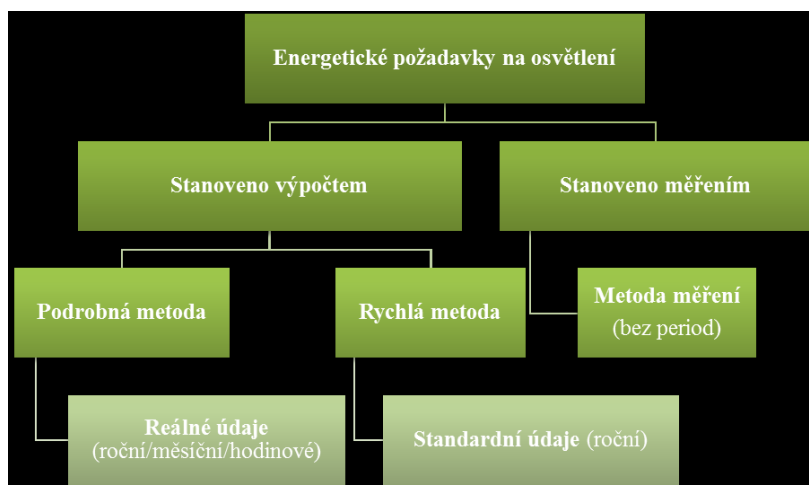 Energetické požadavky na osvětlení
Stanoveno výpočtem
Stanoveno měřením
Podrobná metoda
Rychlá metoda
Metoda měření
(bez period)
Reálné údaje
(roční/měsíční/hodinové)
Standardní údaje (roční)